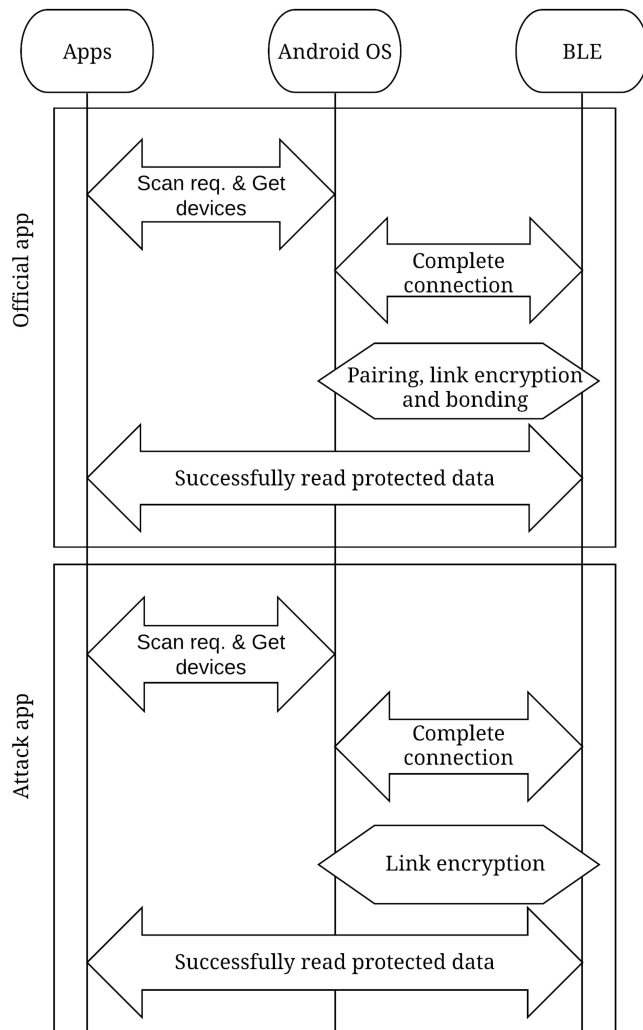 Apps
Android OS
BLE
Official app
Scan req. & Get
devices
Complete
connection
Pairing, link encryption
and bonding
Successfully read protected data
Attack app
Scan req. & Get
devices
Complete
connection
Link encryption
Successfully read protected data